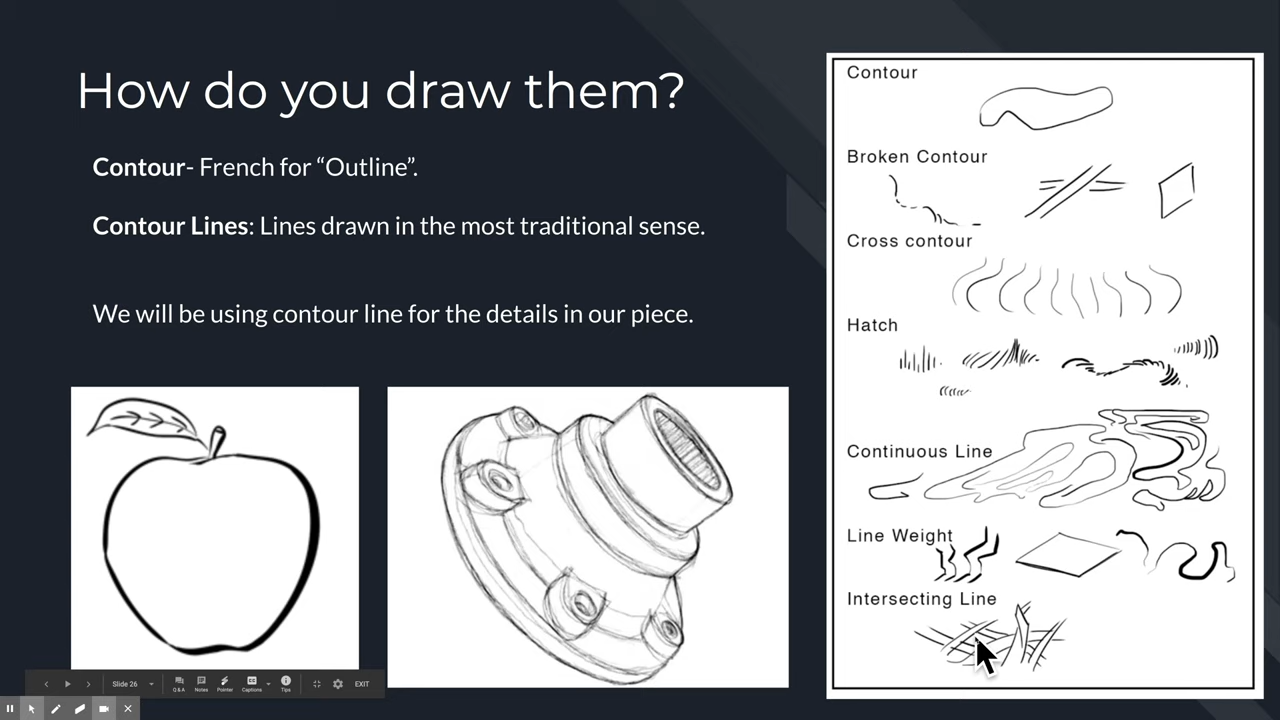 How do you draw them?
Contour- French for “Outline”.
Contour Lines: Lines drawn in the most traditional sense.
We will be using contour line for the details in our piece.
Contour
Broken Contour
Cross contour
Hatch
Continuous Line
Line Weight
Intersecting Line
Slide 26
Q & A
Notes
Pointer
Captions
Tips
EXIT